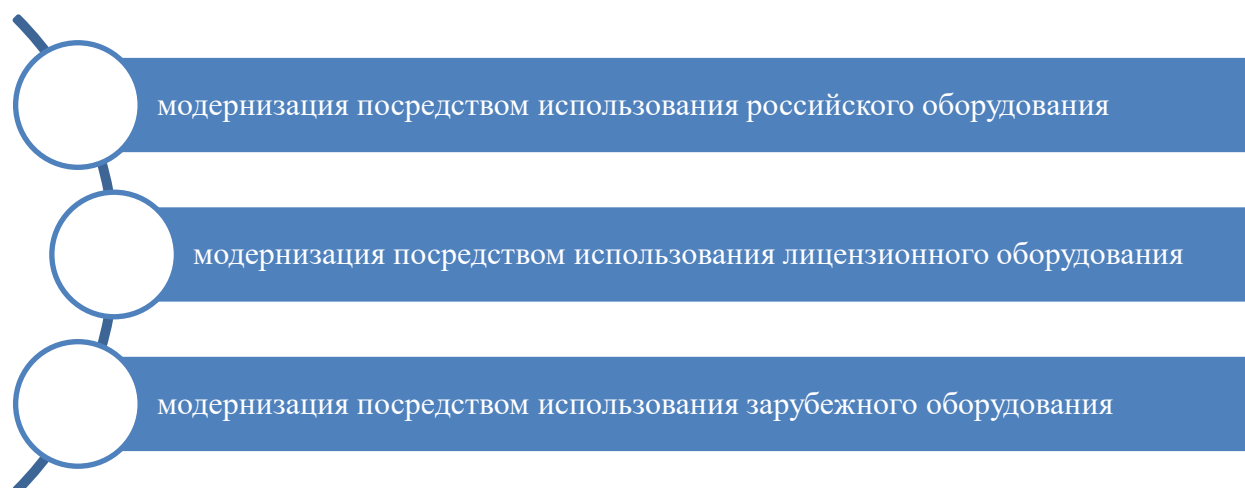 модернизация посредством использования российского оборудования
модернизация посредством использования лицензионного оборудования
модернизация посредством использования зарубежного оборудования